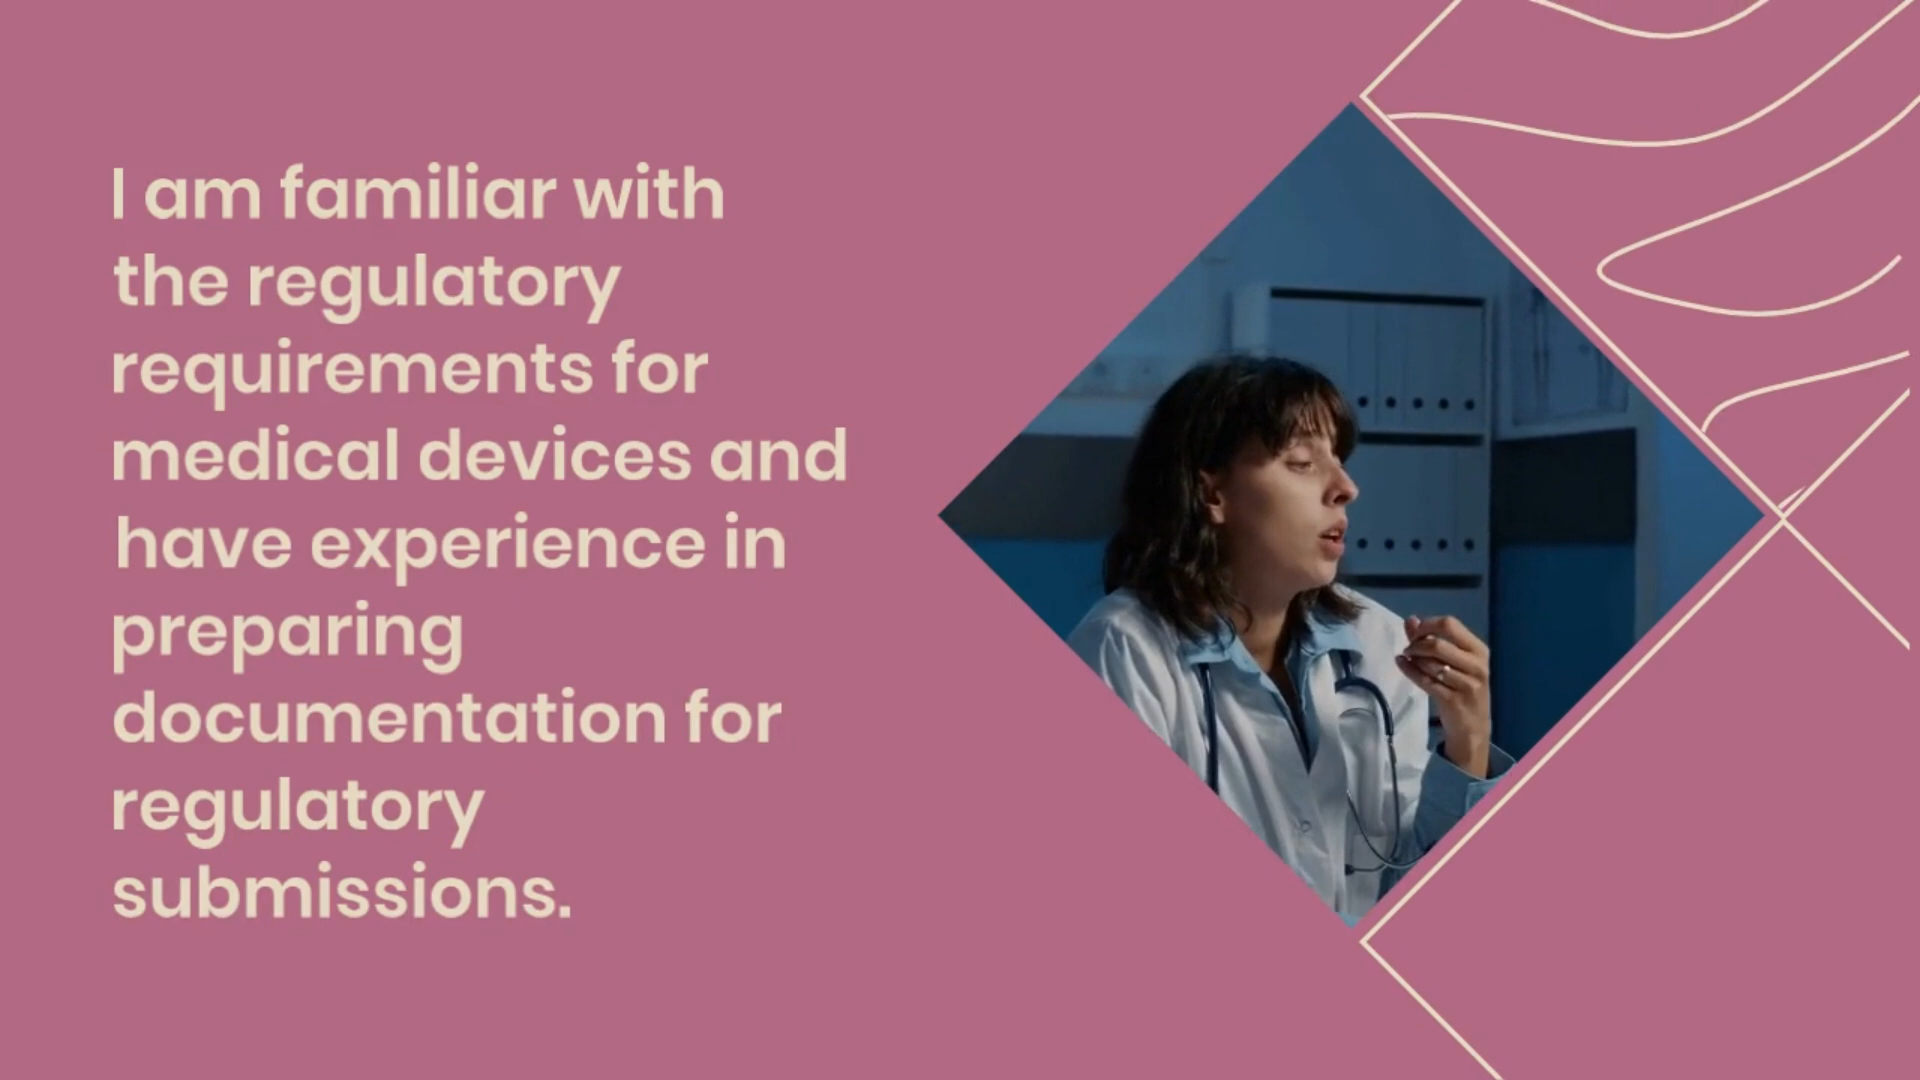 I am familiar with
the regulatory
requirements for
medical devices and
have experience in
preparing
documentation for
regulatory
submissions.